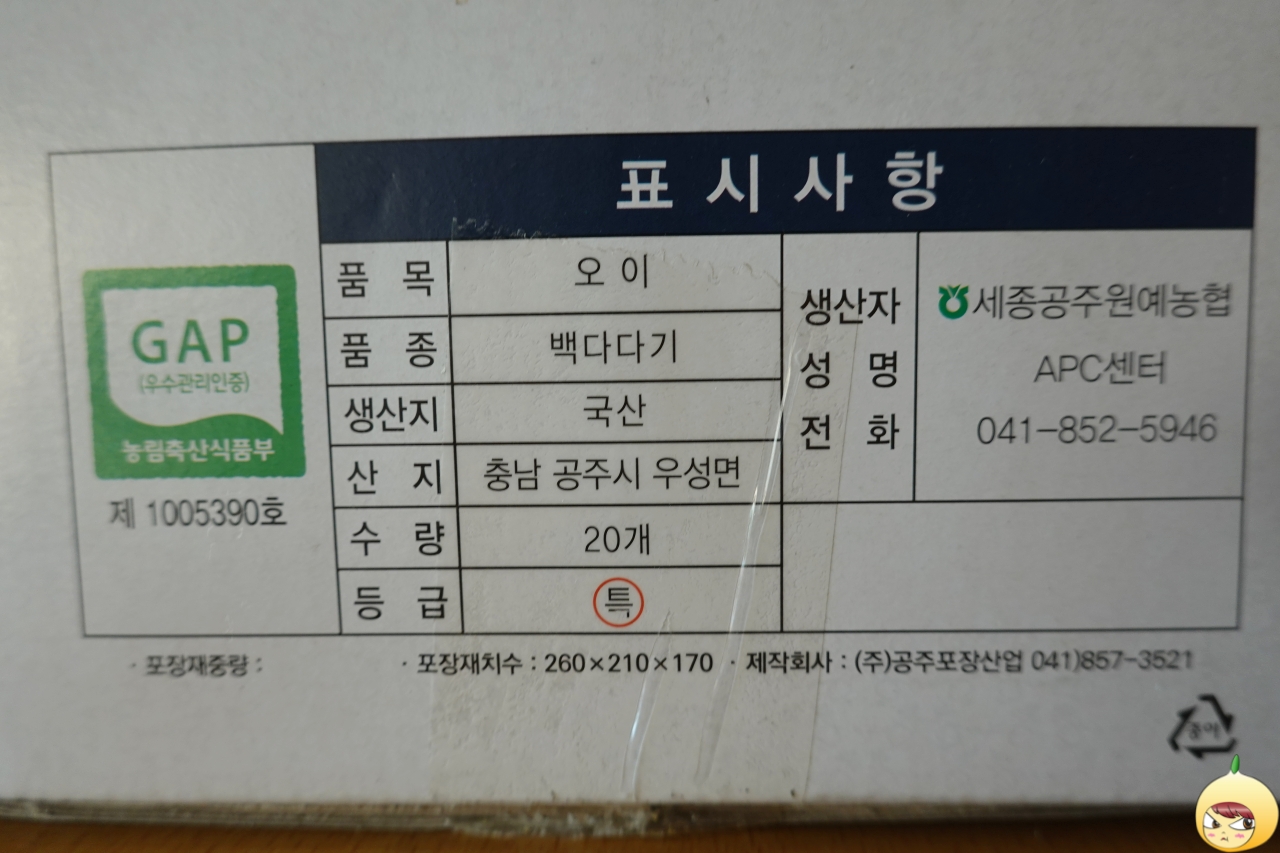 표시사항
GAP
(우수관리인증)
농림축산식품부
제 1005390호
품목 오이
품종 백다다기
생산지 국산
산지 충남 공주시 우성면
수량 20개
등급 특
생산자 세종공주원예농협
성명 APC센터
전화 041-852-5946
· 포장재중량 : · 포장재치수 : 260×210×170 · 제작회사 : (주)공주포장산업 041)857-3521
종이